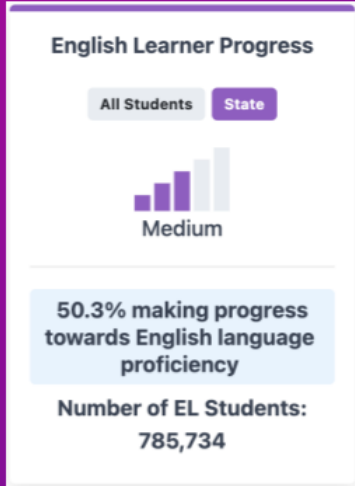 English Learner Progress
All Students State
Medium
50.3% making progress
towards English language
proficiency
Number of EL Students:
785,734